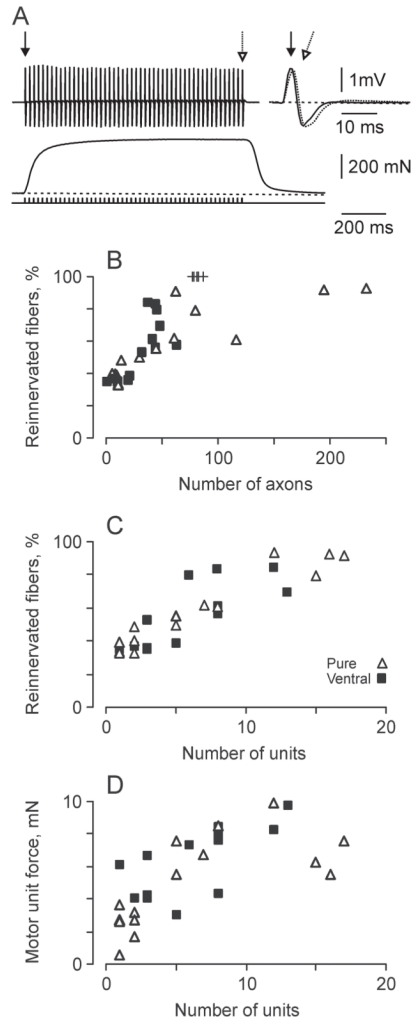 A
1mV
10 ms
200 mN
200 ms
B
Reinnervated fibers, %
100
0
0
100
200
Number of axons
C
Reinnervated fibers, %
100
0
Pure
Ventral
0
10
20
Number of units
D
Motor unit force, mN
10
0
0
10
20
Number of units